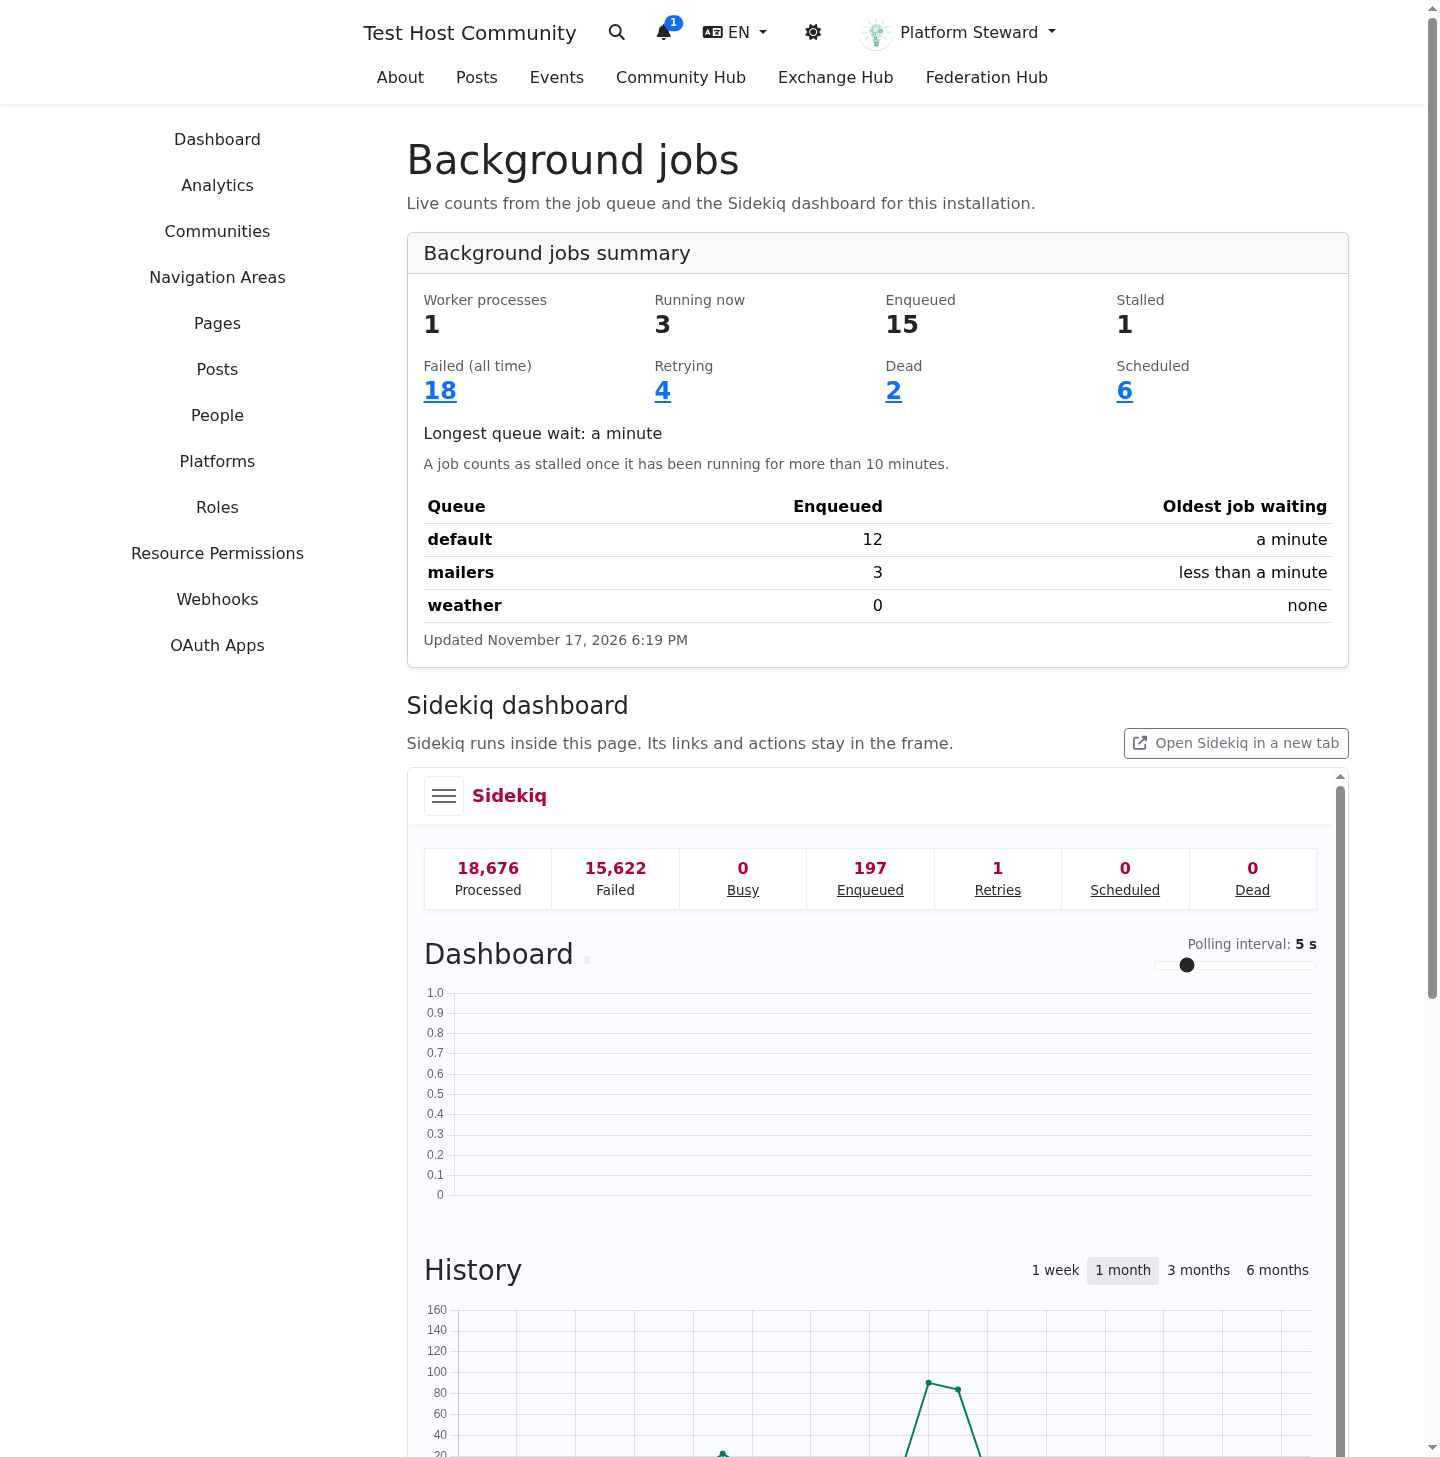 Test Host Community
1
EN
Platform Steward
About Posts Events Community Hub Exchange Hub Federation Hub
Dashboard
Analytics
Communities
Navigation Areas
Pages
Posts
People
Platforms
Roles
Resource Permissions
Webhooks
OAuth Apps
Background jobs
Live counts from the job queue and the Sidekiq dashboard for this installation.
Background jobs summary
Worker processes Running now Enqueued Stalled
1 3 15 1
Failed (all time) Retrying Dead Scheduled
18 4 2 6
Longest queue wait: a minute
A job counts as stalled once it has been running for more than 10 minutes.
Queue Enqueued Oldest job waiting
default 12 a minute
mailers 3 less than a minute
weather 0 none
Updated November 17, 2026 6:19 PM
Sidekiq dashboard
Sidekiq runs inside this page. Its links and actions stay in the frame.
Open Sidekiq in a new tab
Sidekiq
18,676 15,622 0 197 1 0 0
Processed Failed Busy Enqueued Retries Scheduled Dead
Dashboard
Polling interval: 5 s
1.0
0.9
0.8
0.7
0.6
0.5
0.4
0.3
0.2
0.1
0
History
1 week 1 month 3 months 6 months
160
140
120
100
80
60
40
20